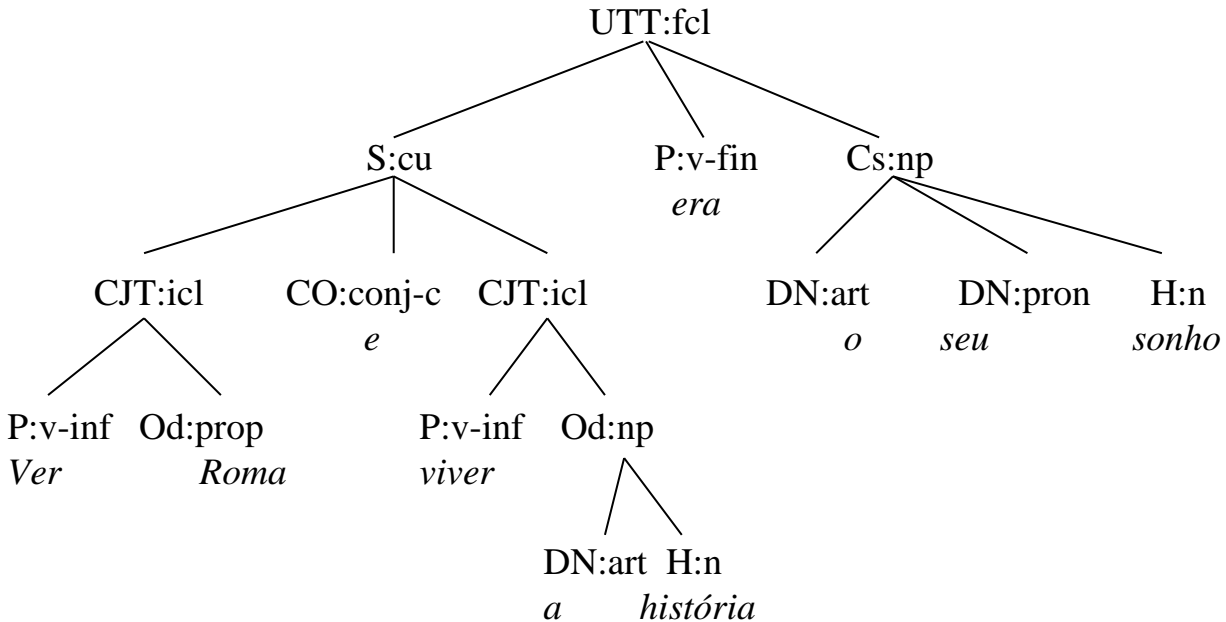 UTT:fcl
S:cu P:v-fin Cs:np
era
CJT:icl CO:conj-c CJT:icl DN:art DN:pron H:n
e o seu sonho
P:v-inf Od:prop P:v-inf Od:np
Ver Roma viver
DN:art H:n
a história